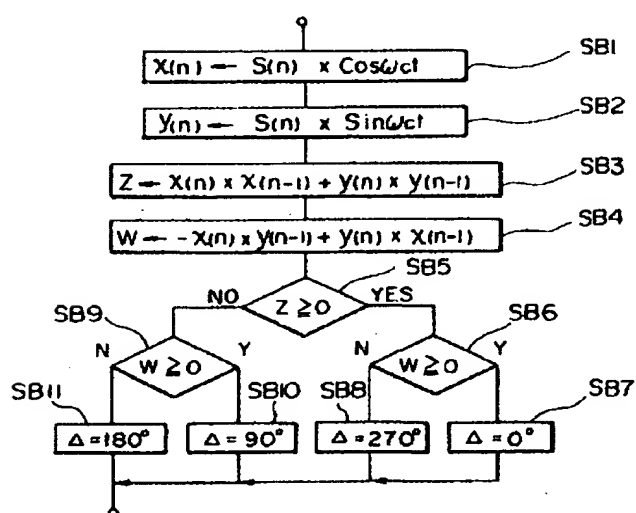 X(n) ← S(n) × Cosωct
SB1
Y(n) ← S(n) × Sinωct
SB2
Z ← X(n) × X(n-1) + Y(n) × Y(n-1)
SB3
W ← -X(n) × Y(n-1) + Y(n) × X(n-1)
SB4
SB5
NO
Z ≧ 0
YES
SB9
SB6
N
W ≧ 0
Y
N
W ≧ 0
Y
SB11
SB10
SB8
SB7
Δ = 180°
Δ = 90°
Δ = 270°
Δ = 0°